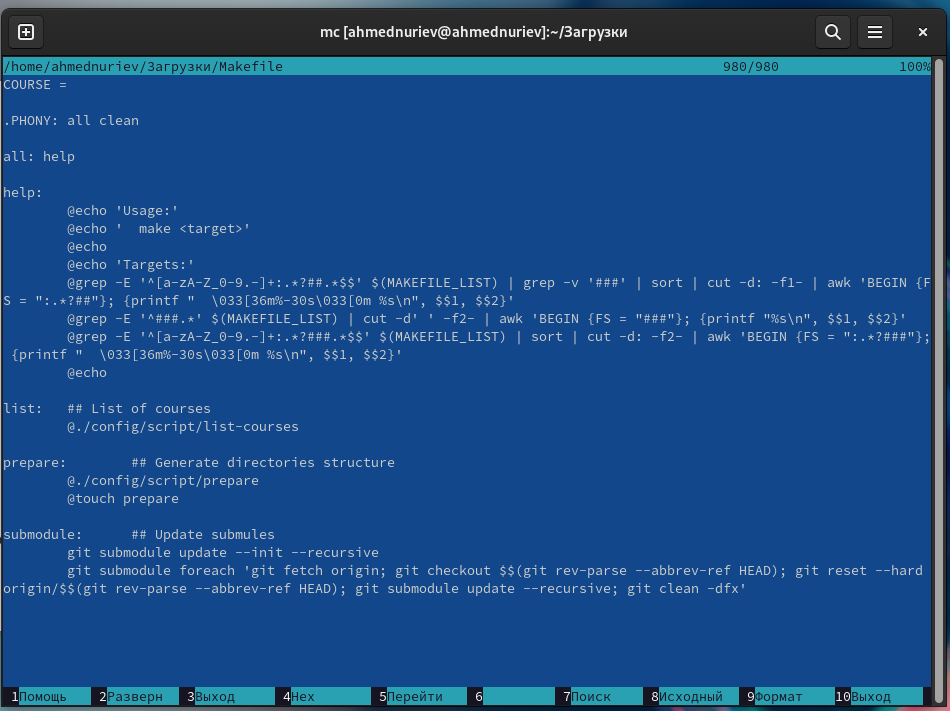 mc [ahmednuriev@ahmednuriev]:~/Загрузки
/home/ahmednuriev/Загрузки/Makefile 980/980 100%
COURSE =
.PHONY: all clean
all: help
help:
@echo 'Usage:'
@echo '  make <target>'
@echo
@echo 'Targets:'
@grep -E '^[a-zA-Z_0-9.-]+:.*?##.*$$' $(MAKEFILE_LIST) | grep -v '###' | sort | cut -d: -f1- | awk 'BEGIN {F
S = ":.*?##"}; {printf "  \033[36m%-30s\033[0m %s\n", $$1, $$2}'
@grep -E '^###.*' $(MAKEFILE_LIST) | cut -d' ' -f2- | awk 'BEGIN {FS = "###"}; {printf "%s\n", $$1, $$2}'
@grep -E '^[a-zA-Z_0-9.-]+:.*?###.*$$' $(MAKEFILE_LIST) | sort | cut -d: -f2- | awk 'BEGIN {FS = ":.*?###"};
{printf "  \033[36m%-30s\033[0m %s\n", $$1, $$2}'
@echo
list:   ## List of courses
@./config/script/list-courses
prepare:        ## Generate directories structure
@./config/script/prepare
@touch prepare
submodule:      ## Update submules
git submodule update --init --recursive
git submodule foreach 'git fetch origin; git checkout $$(git rev-parse --abbrev-ref HEAD); git reset --hard
origin/$$(git rev-parse --abbrev-ref HEAD); git submodule update --recursive; git clean -dfx'
1Помощь 2Разверн 3Выход 4Hex 5Перейти 6 7Поиск 8Исходный 9Формат 10Выход